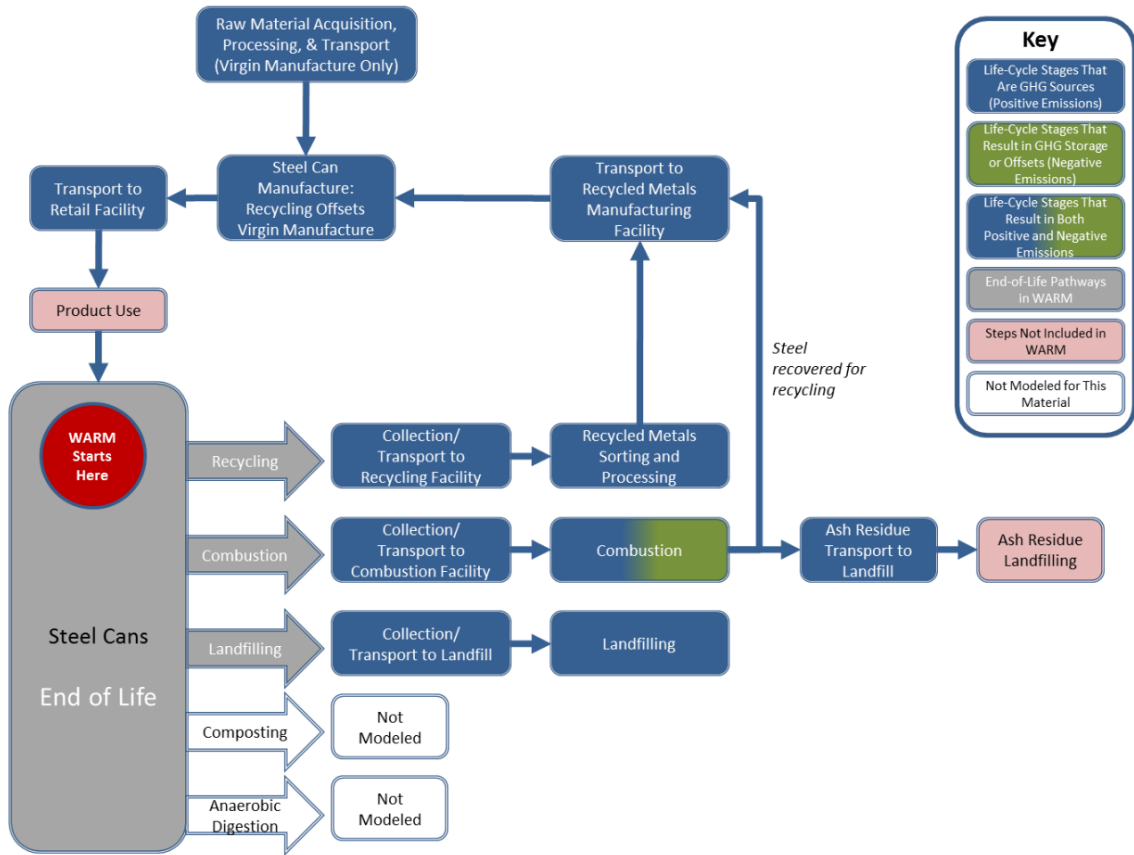 Raw Material Acquisition,
Processing, & Transport
(Virgin Manufacture Only)
Transport to
Retail Facility
Steel Can
Manufacture:
Recycling Offsets
Virgin Manufacture
Transport to
Recycled Metals
Manufacturing
Facility
Product Use
Steel
recovered for
recycling
WARM
Starts
Here
Steel Cans
End of Life
Recycling
Collection/
Transport to
Recycling Facility
Recycled Metals
Sorting and
Processing
Combustion
Collection/
Transport to
Combustion Facility
Combustion
Ash Residue
Transport to
Landfill
Ash Residue
Landfilling
Landfilling
Collection/
Transport to Landfill
Landfilling
Composting
Not
Modeled
Anaerobic
Digestion
Not
Modeled
Key
Life-Cycle Stages That
Are GHG Sources
(Positive Emissions)
Life-Cycle Stages That
Result in GHG Storage
or Offsets (Negative
Emissions)
Life-Cycle Stages That
Result in Both
Positive and Negative
Emissions
End-of-Life Pathways
in WARM
Steps Not Included in
WARM
Not Modeled for This
Material